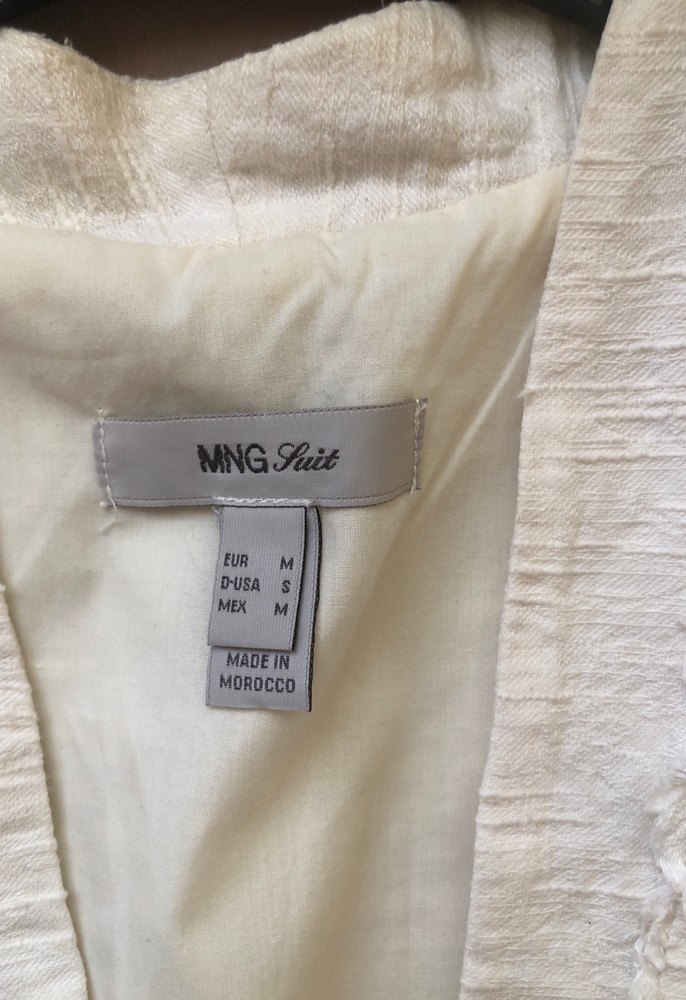 MNG Suit
EUR M
D-USA S
MEX M
MADE IN
MOROCCO